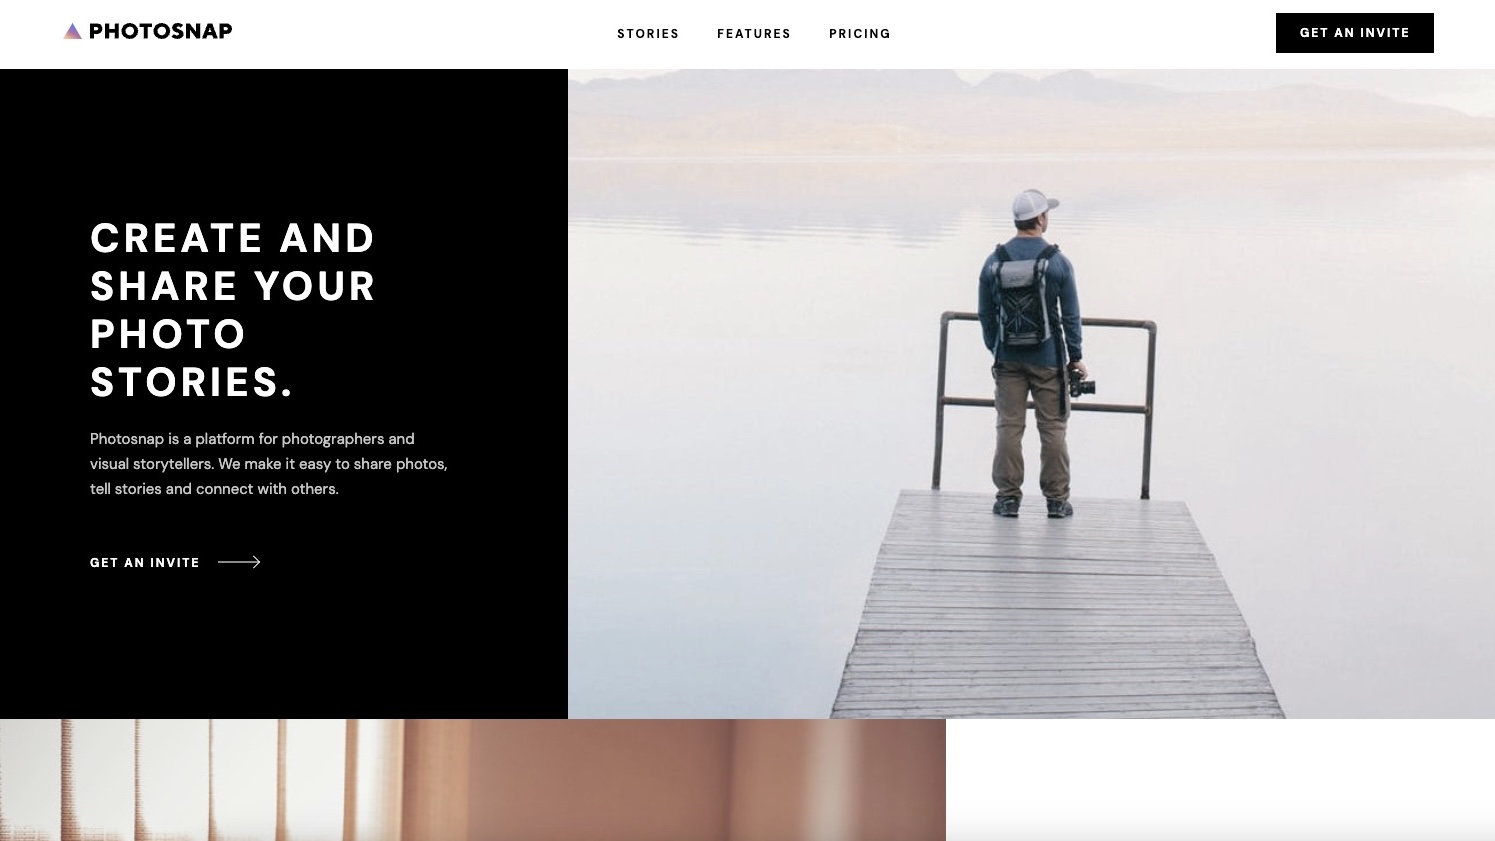 PHOTOSNAP
STORIES FEATURES PRICING
GET AN INVITE
CREATE AND
SHARE YOUR
PHOTO
STORIES.
Photosnap is a platform for photographers and
visual storytellers. We make it easy to share photos,
tell stories and connect with others.
GET AN INVITE